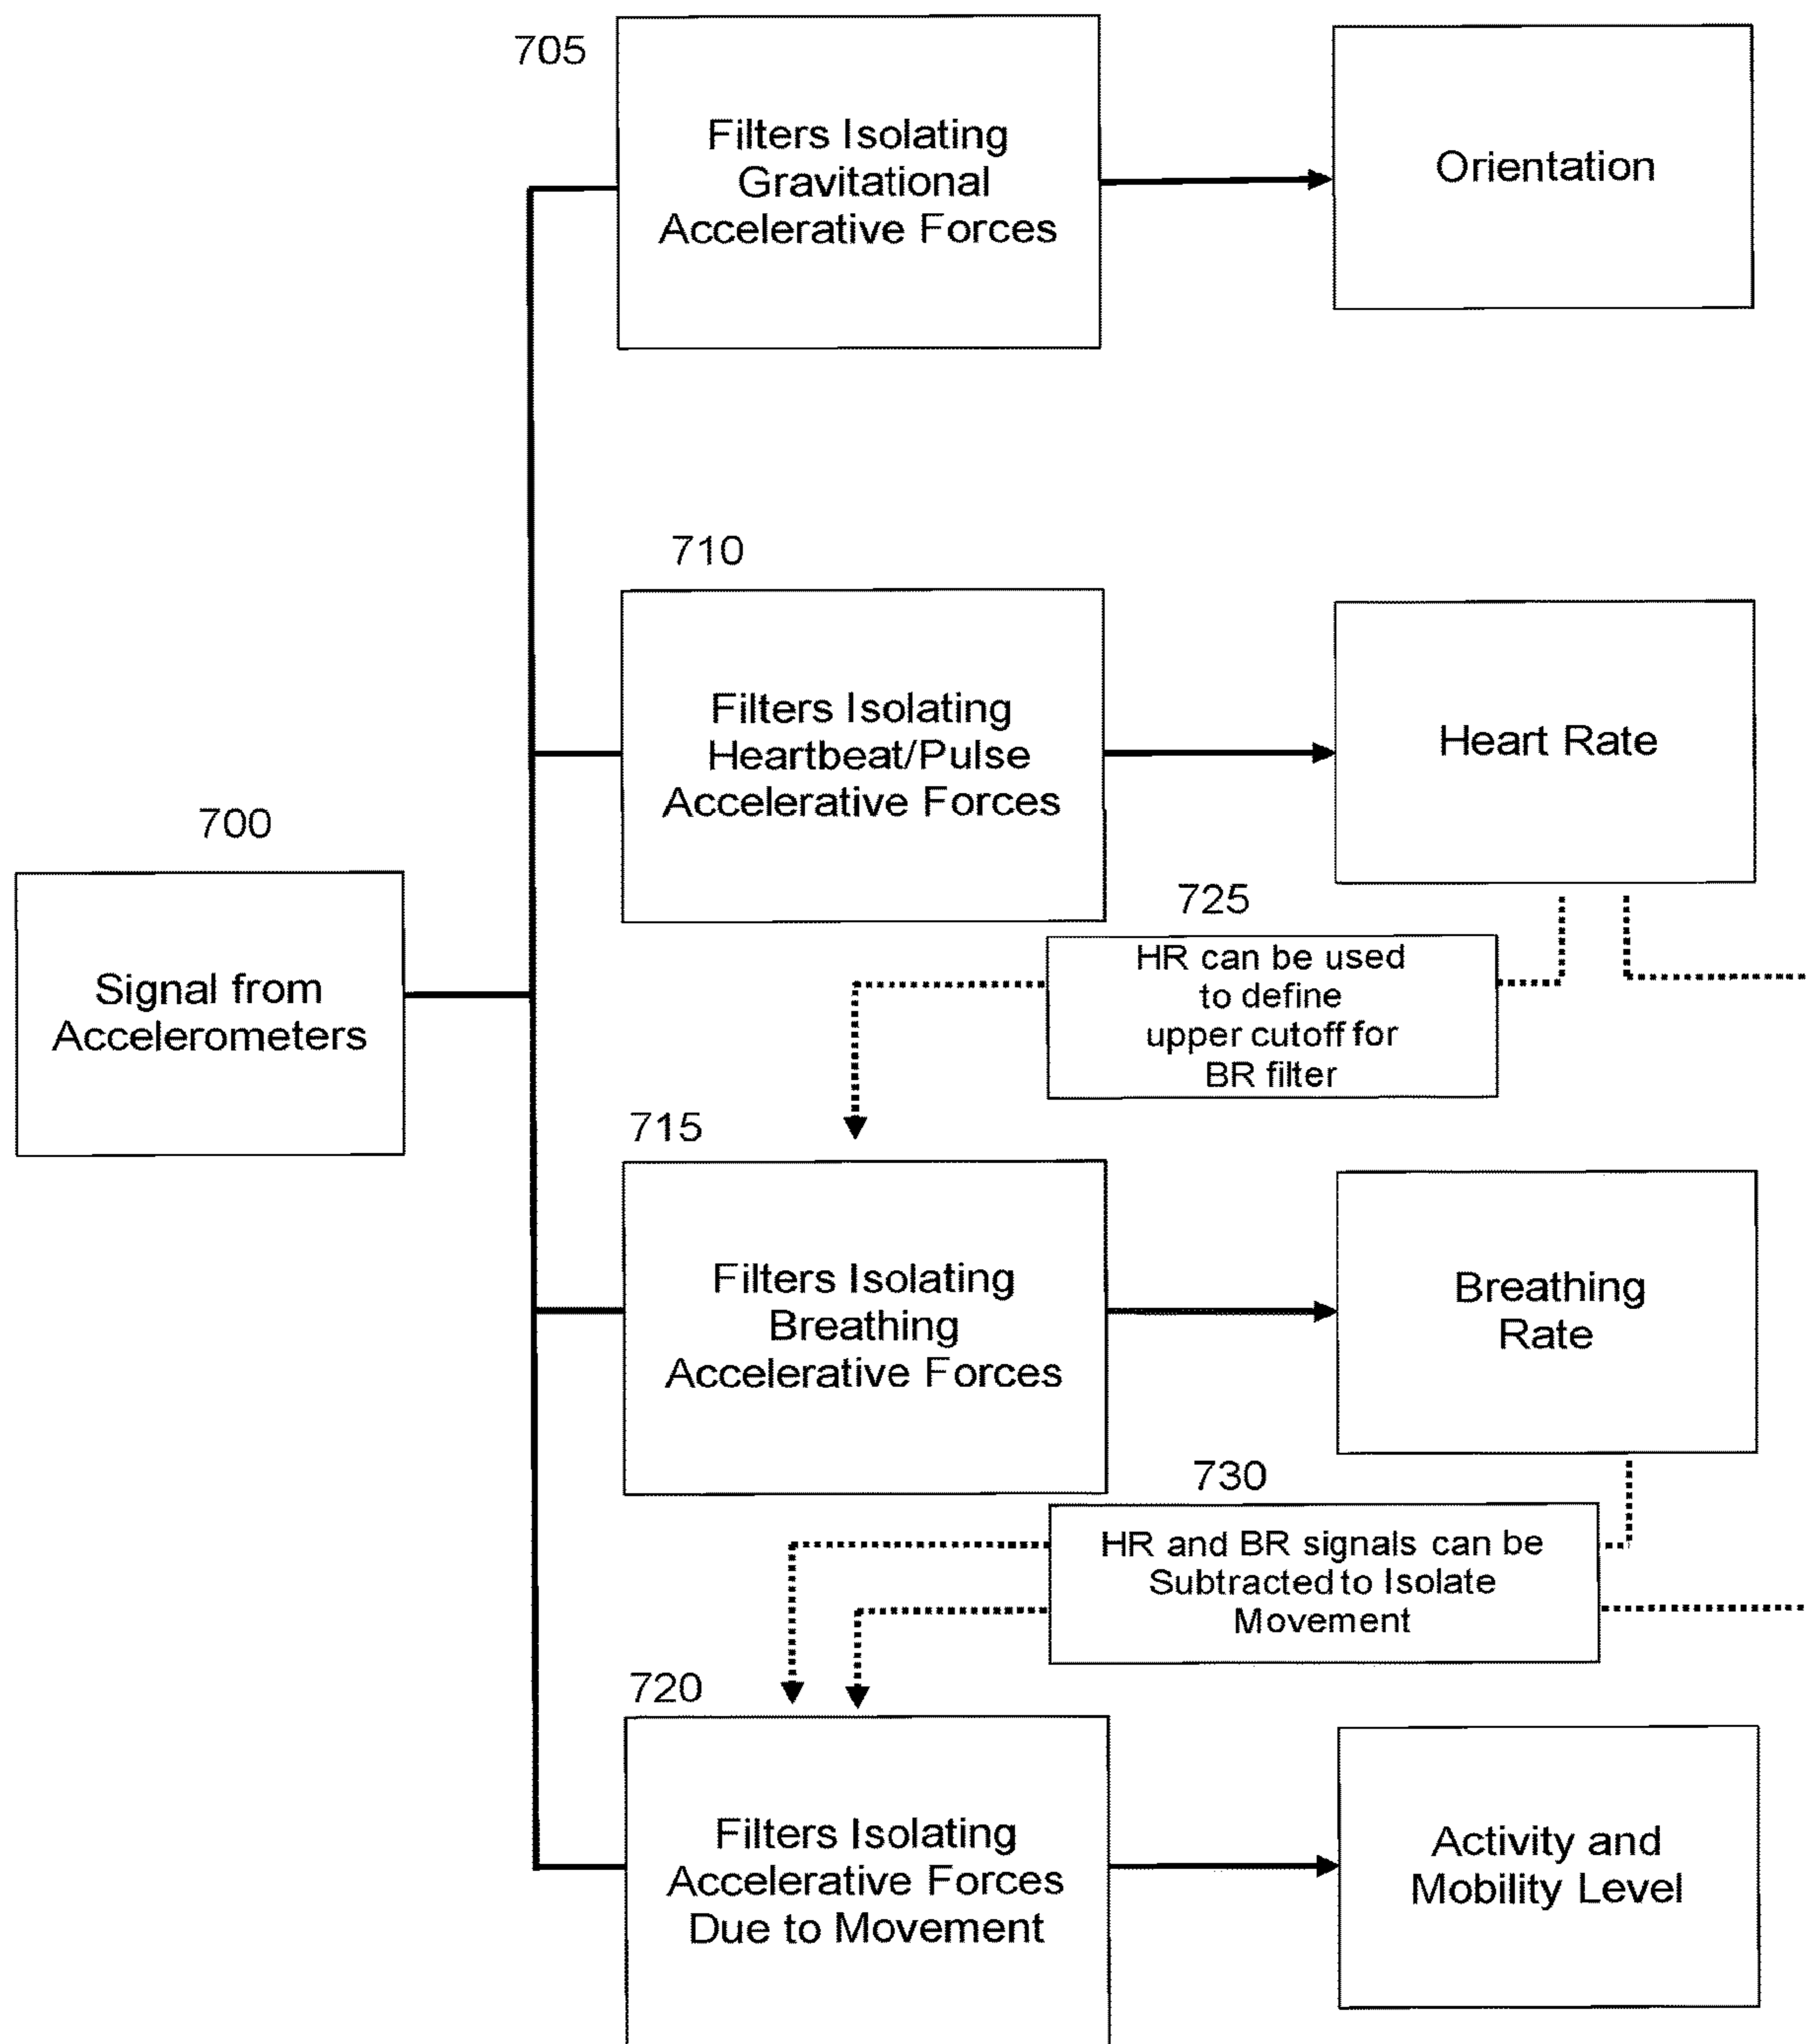 705
Filters Isolating
Gravitational
Accelerative Forces
Orientation
710
Filters Isolating
Heartbeat/Pulse
Accelerative Forces
Heart Rate
700
Signal from
Accelerometers
725
HR can be used
to define
upper cutoff for
BR filter
715
Filters Isolating
Breathing
Accelerative Forces
Breathing
Rate
730
HR and BR signals can be
Subtracted to Isolate
Movement
720
Filters Isolating
Accelerative Forces
Due to Movement
Activity and
Mobility Level